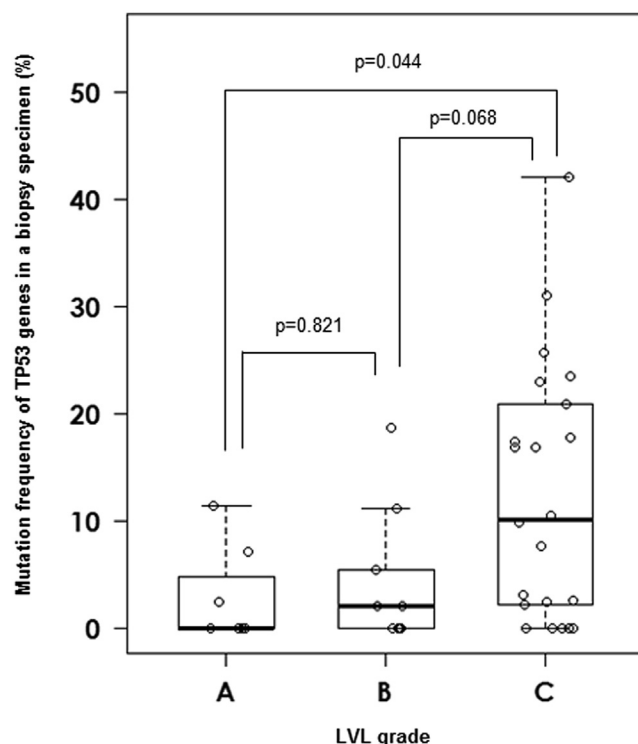 p=0.044
50
p=0.068
40
30
p=0.821
20
10
0
Mutation frequency of TP53 genes in a biopsy specimen (%)
A B C
LVL grade